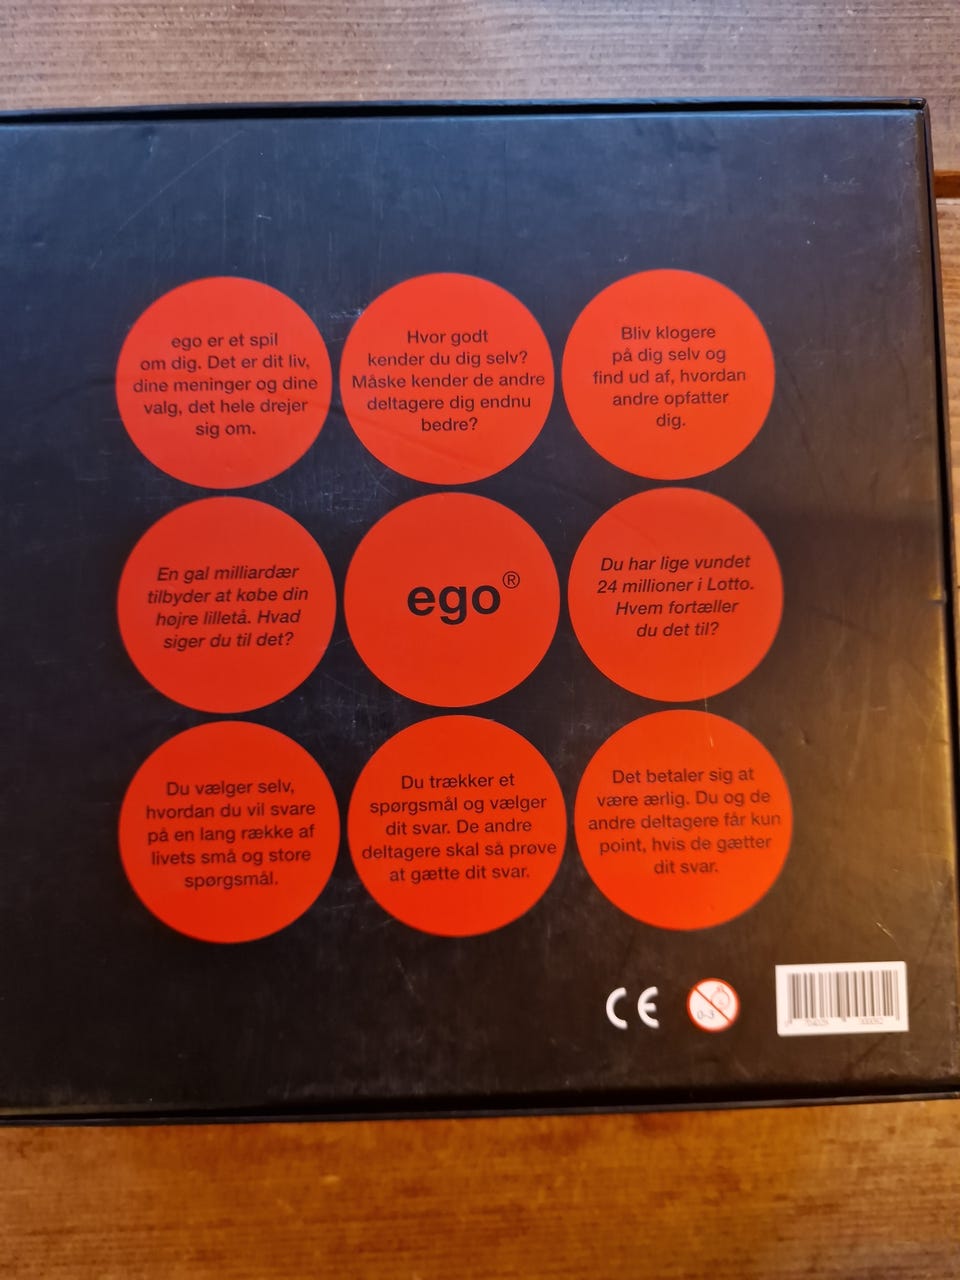 ego er et spil
om dig. Det er dit liv,
dine meninger og dine
valg, det hele drejer
sig om.
Hvor godt
kender du dig selv?
Måske kender de andre
deltagere dig endnu
bedre?
Bliv klogere
på dig selv og
find ud af, hvordan
andre opfatter
dig.
En gal milliardær
tilbyder at købe din
højre lilletå. Hvad
siger du til det?
ego®
Du har lige vundet
24 millioner i Lotto.
Hvem fortæller
du det til?
Du vælger selv,
hvordan du vil svare
på en lang række af
livets små og store
spørgsmål.
Du trækker et
spørgsmål og vælger
dit svar. De andre
deltagere skal så prøve
at gætte dit svar.
Det betaler sig at
være ærlig. Du og de
andre deltagere får kun
point, hvis de gætter
dit svar.
CE
0-3